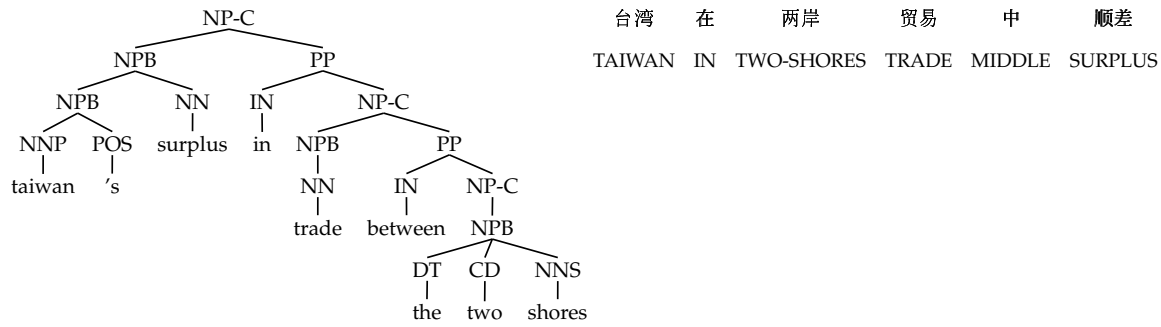 NP-C 台湾 在 两岸 贸易 中 顺差
NPB PP TAIWAN IN TWO-SHORES TRADE MIDDLE SURPLUS
NPB NN IN NP-C
NNP POS surplus in NPB PP
taiwan 's NN IN NP-C
trade between NPB
DT CD NNS
the two shores